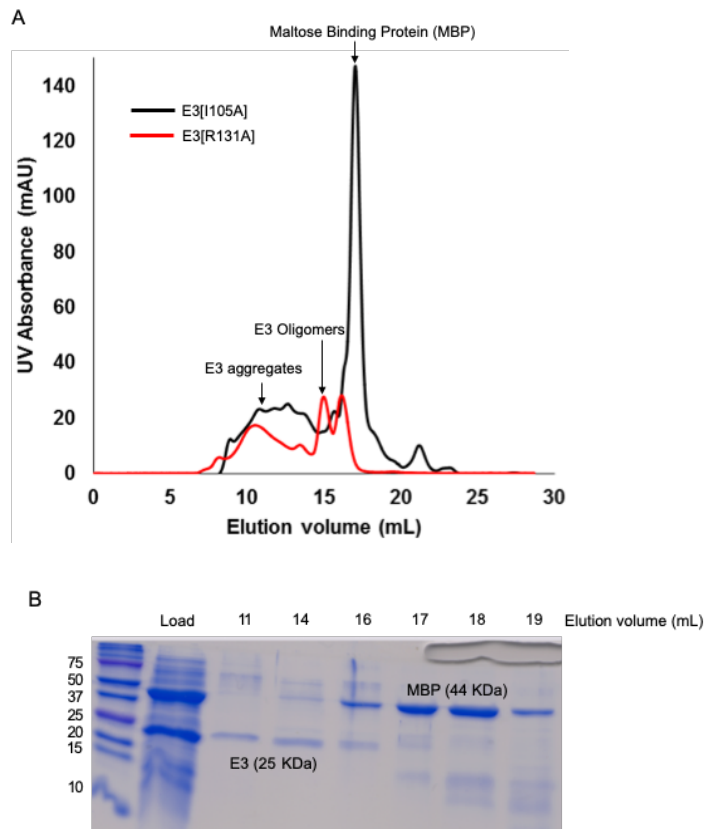 A
Maltose Binding Protein (MBP)
E3[I105A]
E3[R131A]
UV Absorbance (mAU)
140
120
100
80
60
40
20
0
E3 Oligomers
E3 aggregates
0 5 10 15 20 25 30
Elution volume (mL)
B
Load 11 14 16 17 18 19 Elution volume (mL)
75
50
37
25
20
15
10
MBP (44 KDa)
E3 (25 KDa)